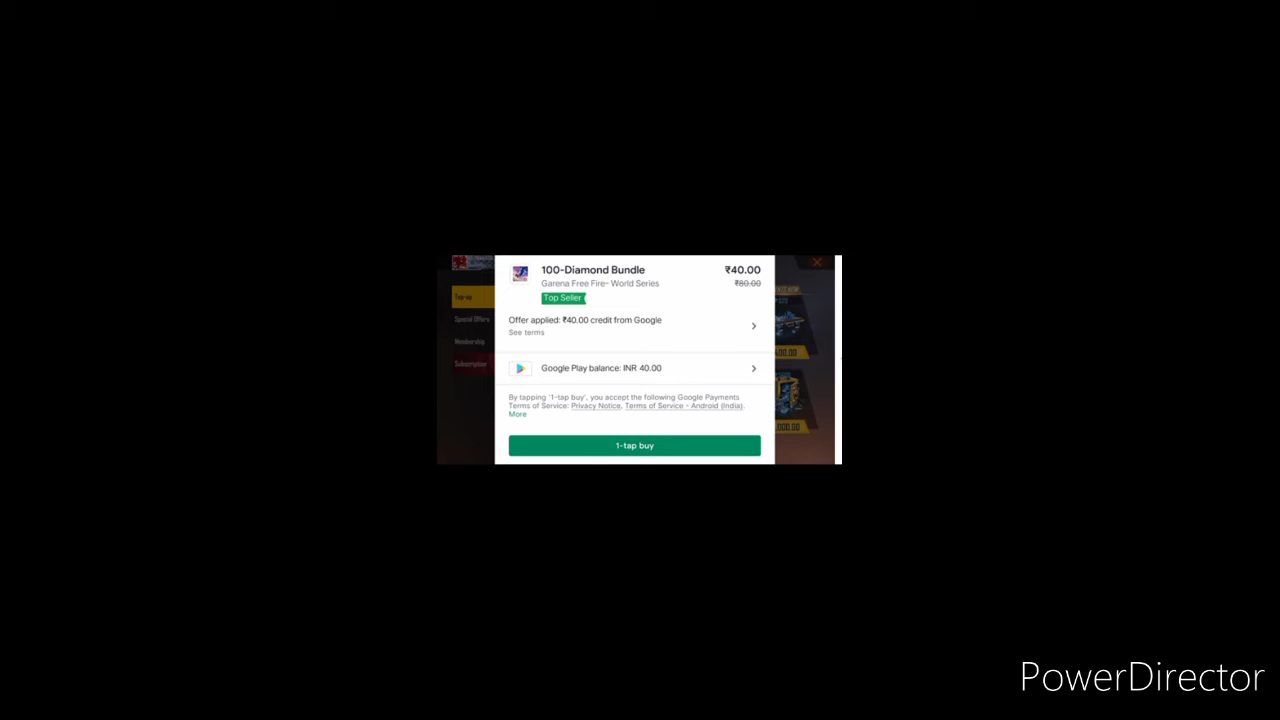 100-Diamond Bundle ₹40.00
Garena Free Fire- World Series ₹80.00
Top Seller
Offer applied: ₹40.00 credit from Google
See terms
Google Play balance: INR 40.00
By tapping '1-tap buy', you accept the following Google Payments
Terms of Service: Privacy Notice, Terms of Service - Android (India).
More
1-tap buy
Top-up
Special Offers
Membership
Subscription
PowerDirector